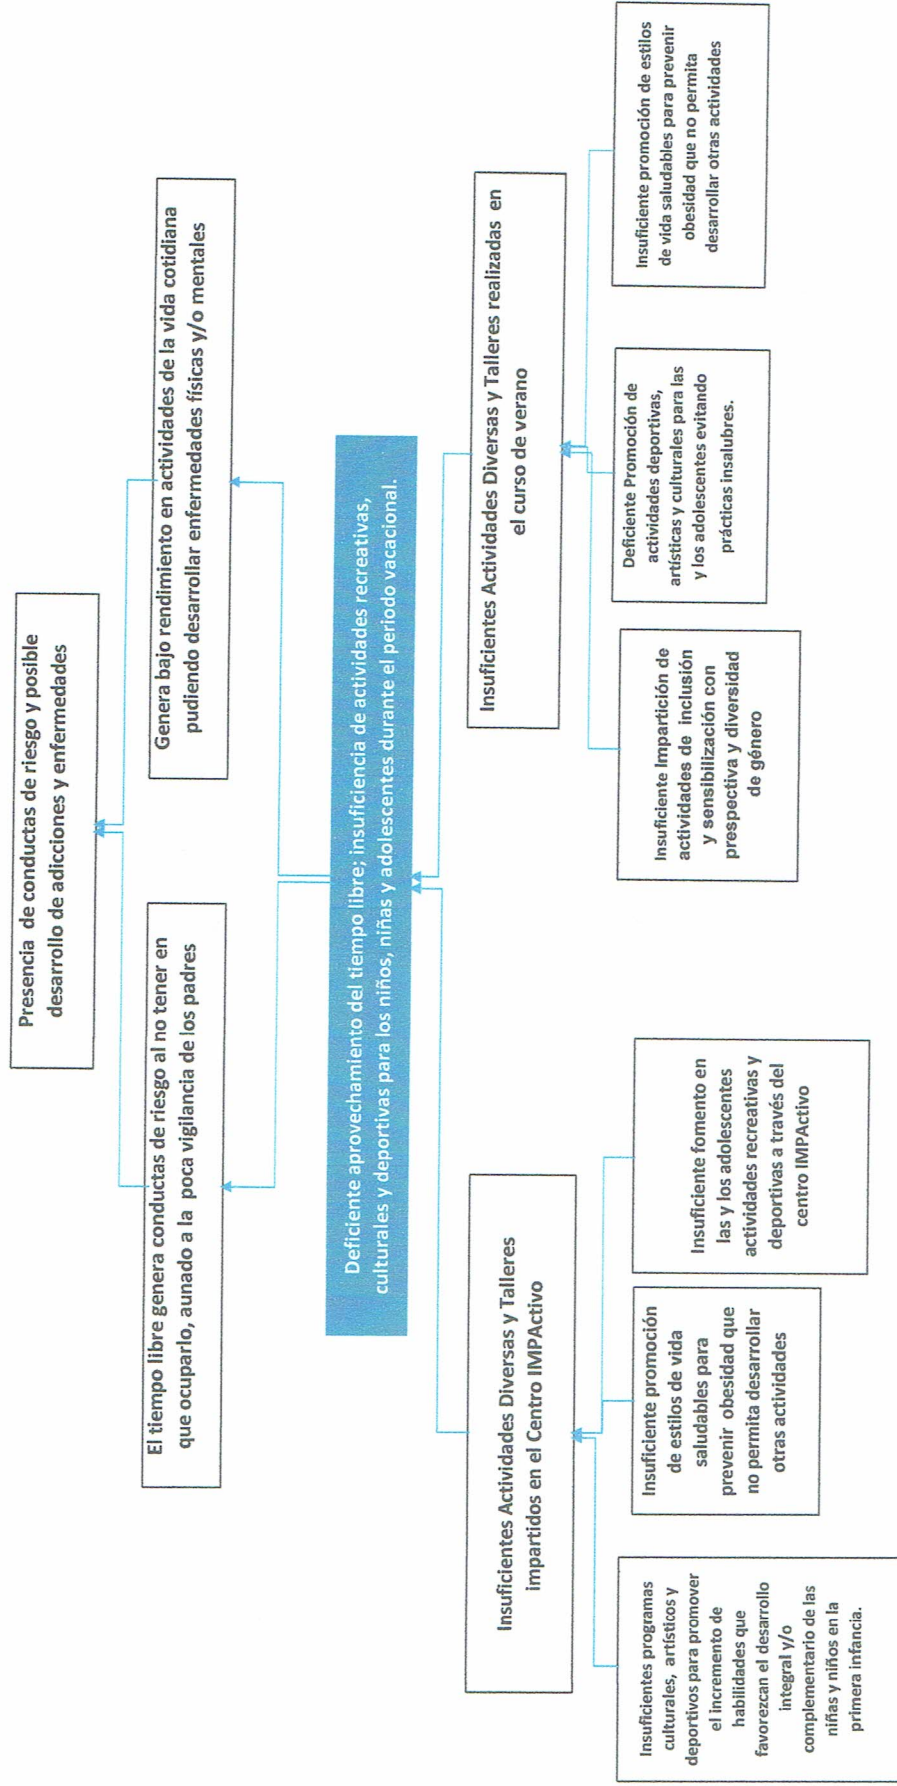 Presencia de conductas de riesgo y posible
desarrollo de adicciones y enfermedades
El tiempo libre genera conductas de riesgo al no tener en
que ocuparlo, aunado a la poca vigilancia de los padres
Genera bajo rendimiento en actividades de la vida cotidiana
pudiendo desarrollar enfermedades físicas y/o mentales
Deficiente aprovechamiento del tiempo libre; insuficiencia de actividades recreativas,
culturales y deportivas para los niños, niñas y adolescentes durante el periodo vacacional.
Insuficientes Actividades Diversas y Talleres
impartidos en el Centro IMPActivo
Insuficientes Actividades Diversas y Talleres realizadas en
el curso de verano
Insuficientes programas
culturales, artísticos y
deportivos para promover
el incremento de
habilidades que
favorezcan el desarrollo
integral y/o
complementario de las
niñas y niños en la
primera infancia.
Insuficiente promoción
de estilos de vida
saludables para
prevenir obesidad que
no permita desarrollar
otras actividades
Insuficiente fomento en
las y los adolescentes
actividades recreativas y
deportivas a través del
centro IMPActivo
Insuficiente Impartición de
actividades de inclusión
y sensibilización con
prespectiva y diversidad
de género
Deficiente Promoción de
actividades deportivas,
artísticas y culturales para las
y los adolescentes evitando
prácticas insalubres.
Insuficiente promoción de estilos
de vida saludables para prevenir
obesidad que no permita
desarrollar otras actividades